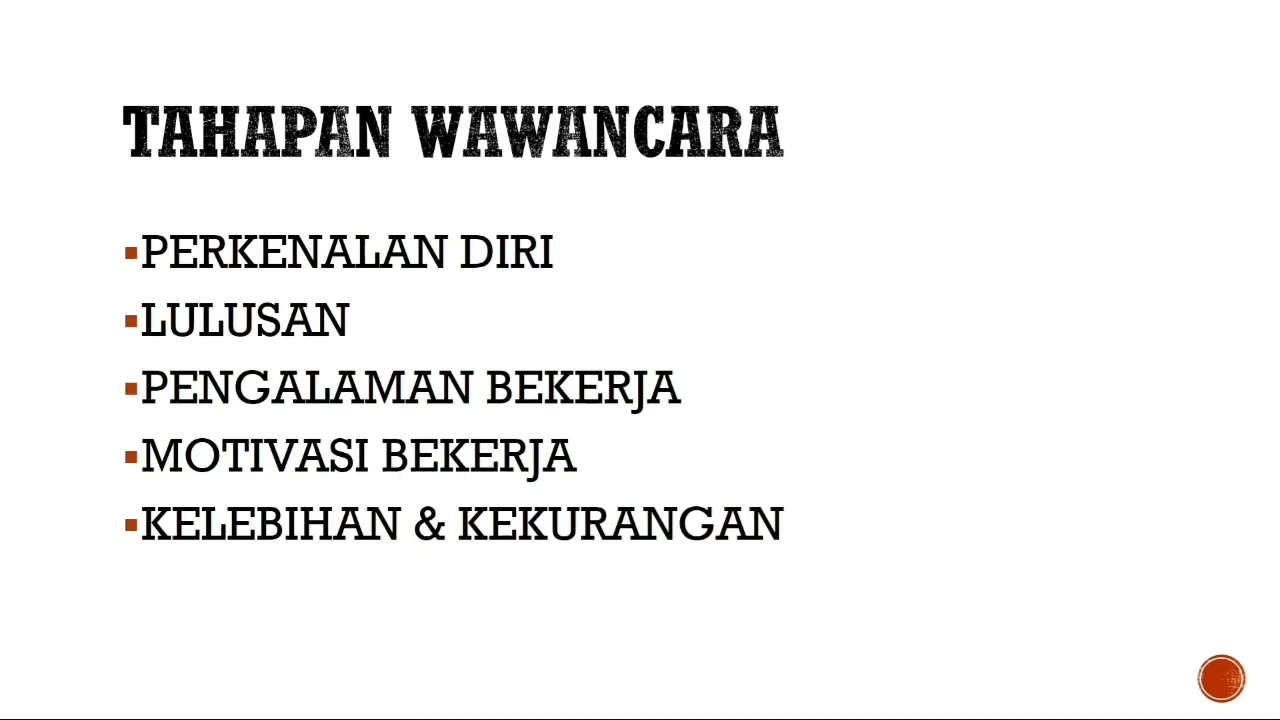 TAHAPAN WAWANCARA
▪PERKENALAN DIRI
▪LULUSAN
▪PENGALAMAN BEKERJA
▪MOTIVASI BEKERJA
▪KELEBIHAN & KEKURANGAN